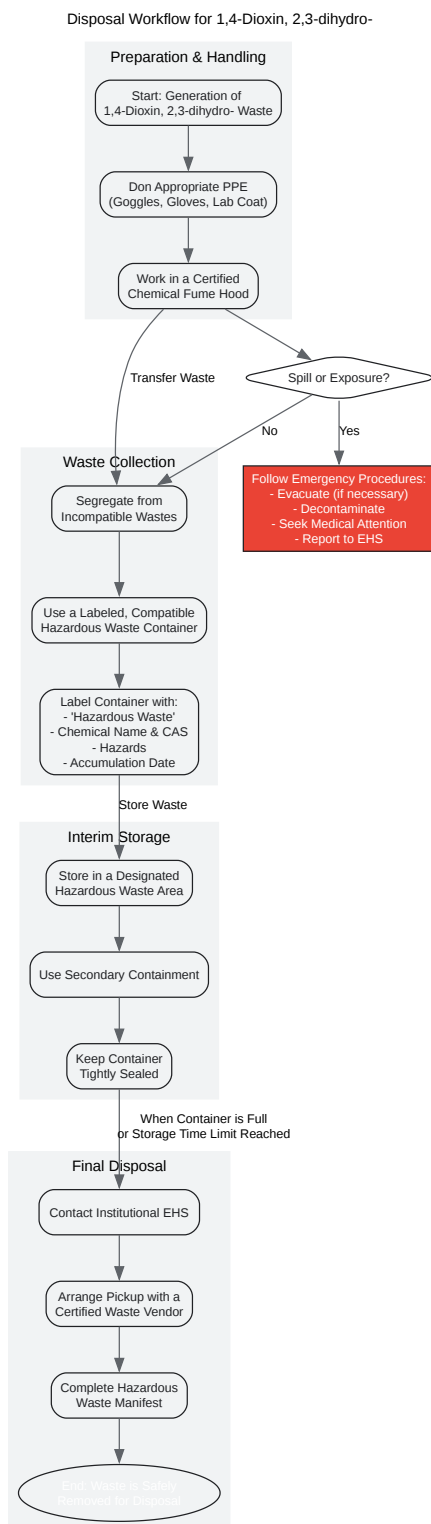 Disposal Workflow for 1,4-Dioxin, 2,3-dihydro-
Preparation & Handling
Start: Generation of
1,4-Dioxin, 2,3-dihydro- Waste
Don Appropriate PPE
(Goggles, Gloves, Lab Coat)
Work in a Certified
Chemical Fume Hood
Transfer Waste
Spill or Exposure?
No
Yes
Follow Emergency Procedures:
- Evacuate (if necessary)
- Decontaminate
- Seek Medical Attention
- Report to EHS
Waste Collection
Segregate from
Incompatible Wastes
Use a Labeled, Compatible
Hazardous Waste Container
Label Container with:
- 'Hazardous Waste'
- Chemical Name & CAS
- Hazards
- Accumulation Date
Store Waste
Interim Storage
Store in a Designated
Hazardous Waste Area
Use Secondary Containment
Keep Container
Tightly Sealed
When Container is Full
or Storage Time Limit Reached
Final Disposal
Contact Institutional EHS
Arrange Pickup with a
Certified Waste Vendor
Complete Hazardous
Waste Manifest
End: Waste is Safely
Removed for Disposal